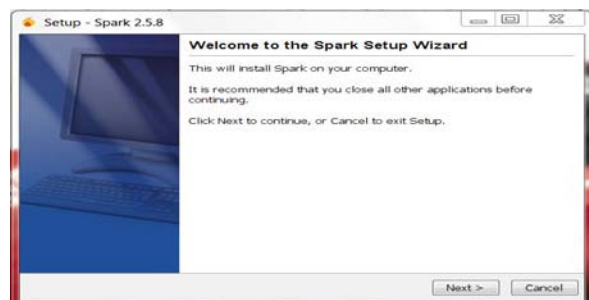 Setup - Spark 2.5.8
Welcome to the Spark Setup Wizard
This will install Spark on your computer.
It is recommended that you close all other applications before
continuing.
Click Next to continue, or Cancel to exit Setup.
Next > Cancel